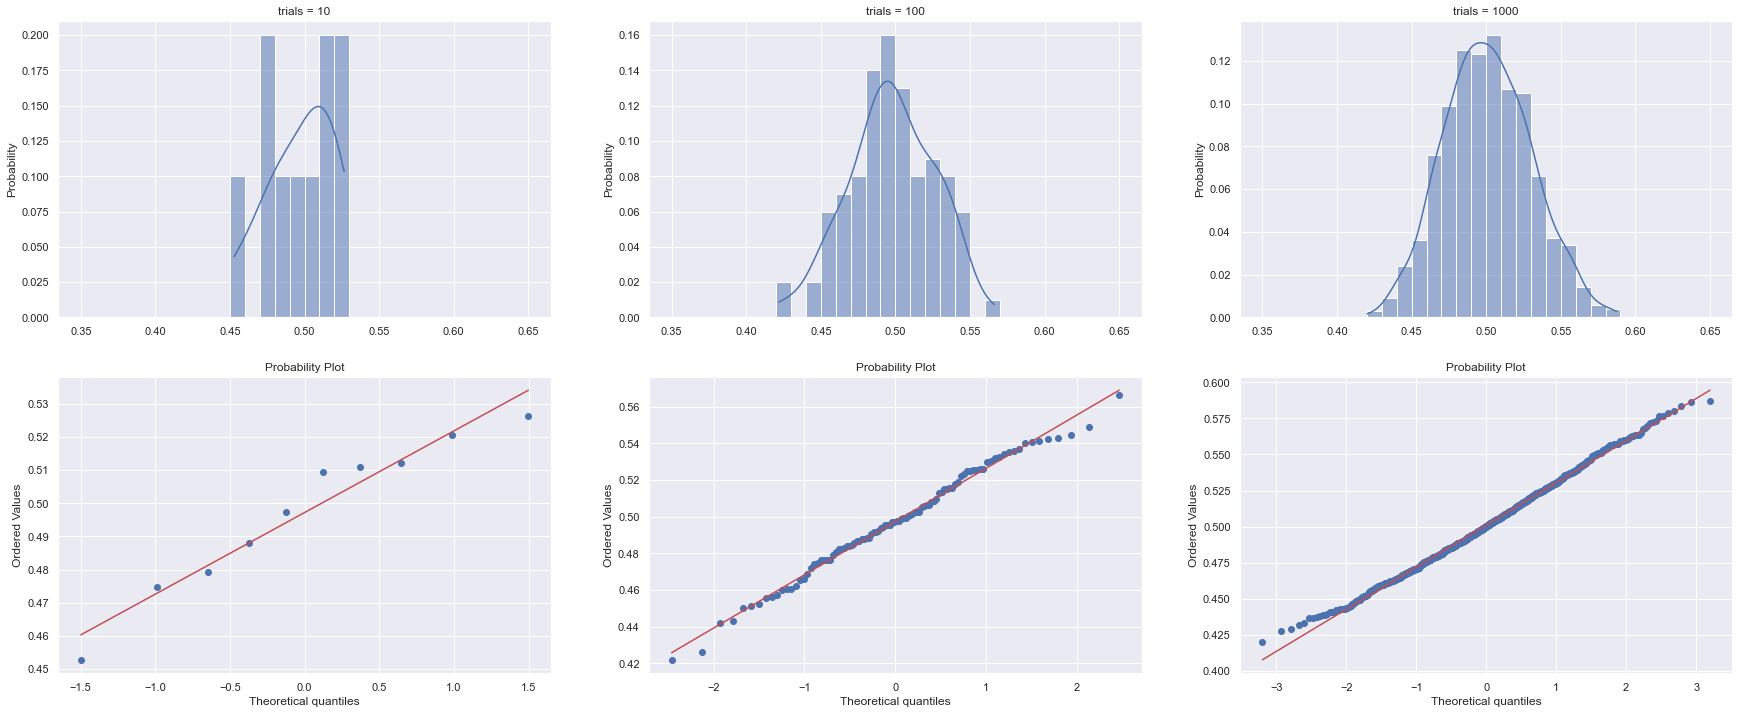 trials = 10
0.200
0.175
0.150
0.125
0.100
0.075
0.050
0.025
0.000
Probability
0.35 0.40 0.45 0.50 0.55 0.60 0.65
trials = 100
0.16
0.14
0.12
0.10
0.08
0.06
0.04
0.02
0.00
Probability
0.35 0.40 0.45 0.50 0.55 0.60 0.65
trials = 1000
0.12
0.10
0.08
0.06
0.04
0.02
0.00
Probability
0.35 0.40 0.45 0.50 0.55 0.60 0.65
Probability Plot
0.53
0.52
0.51
0.50
0.49
0.48
0.47
0.46
0.45
Ordered Values
−1.5 −1.0 −0.5 0.0 0.5 1.0 1.5
Theoretical quantiles
Probability Plot
0.56
0.54
0.52
0.50
0.48
0.46
0.44
0.42
Ordered Values
−2 −1 0 1 2
Theoretical quantiles
Probability Plot
0.600
0.575
0.550
0.525
0.500
0.475
0.450
0.425
0.400
Ordered Values
−3 −2 −1 0 1 2 3
Theoretical quantiles